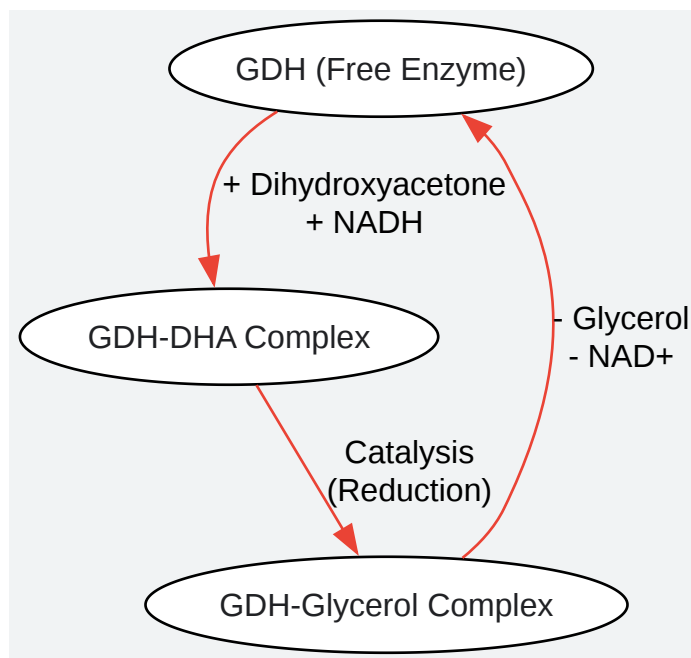 GDH (Free Enzyme)
+ Dihydroxyacetone
+ NADH
- Glycerol
- NAD+
GDH-DHA Complex
Catalysis
(Reduction)
GDH-Glycerol Complex